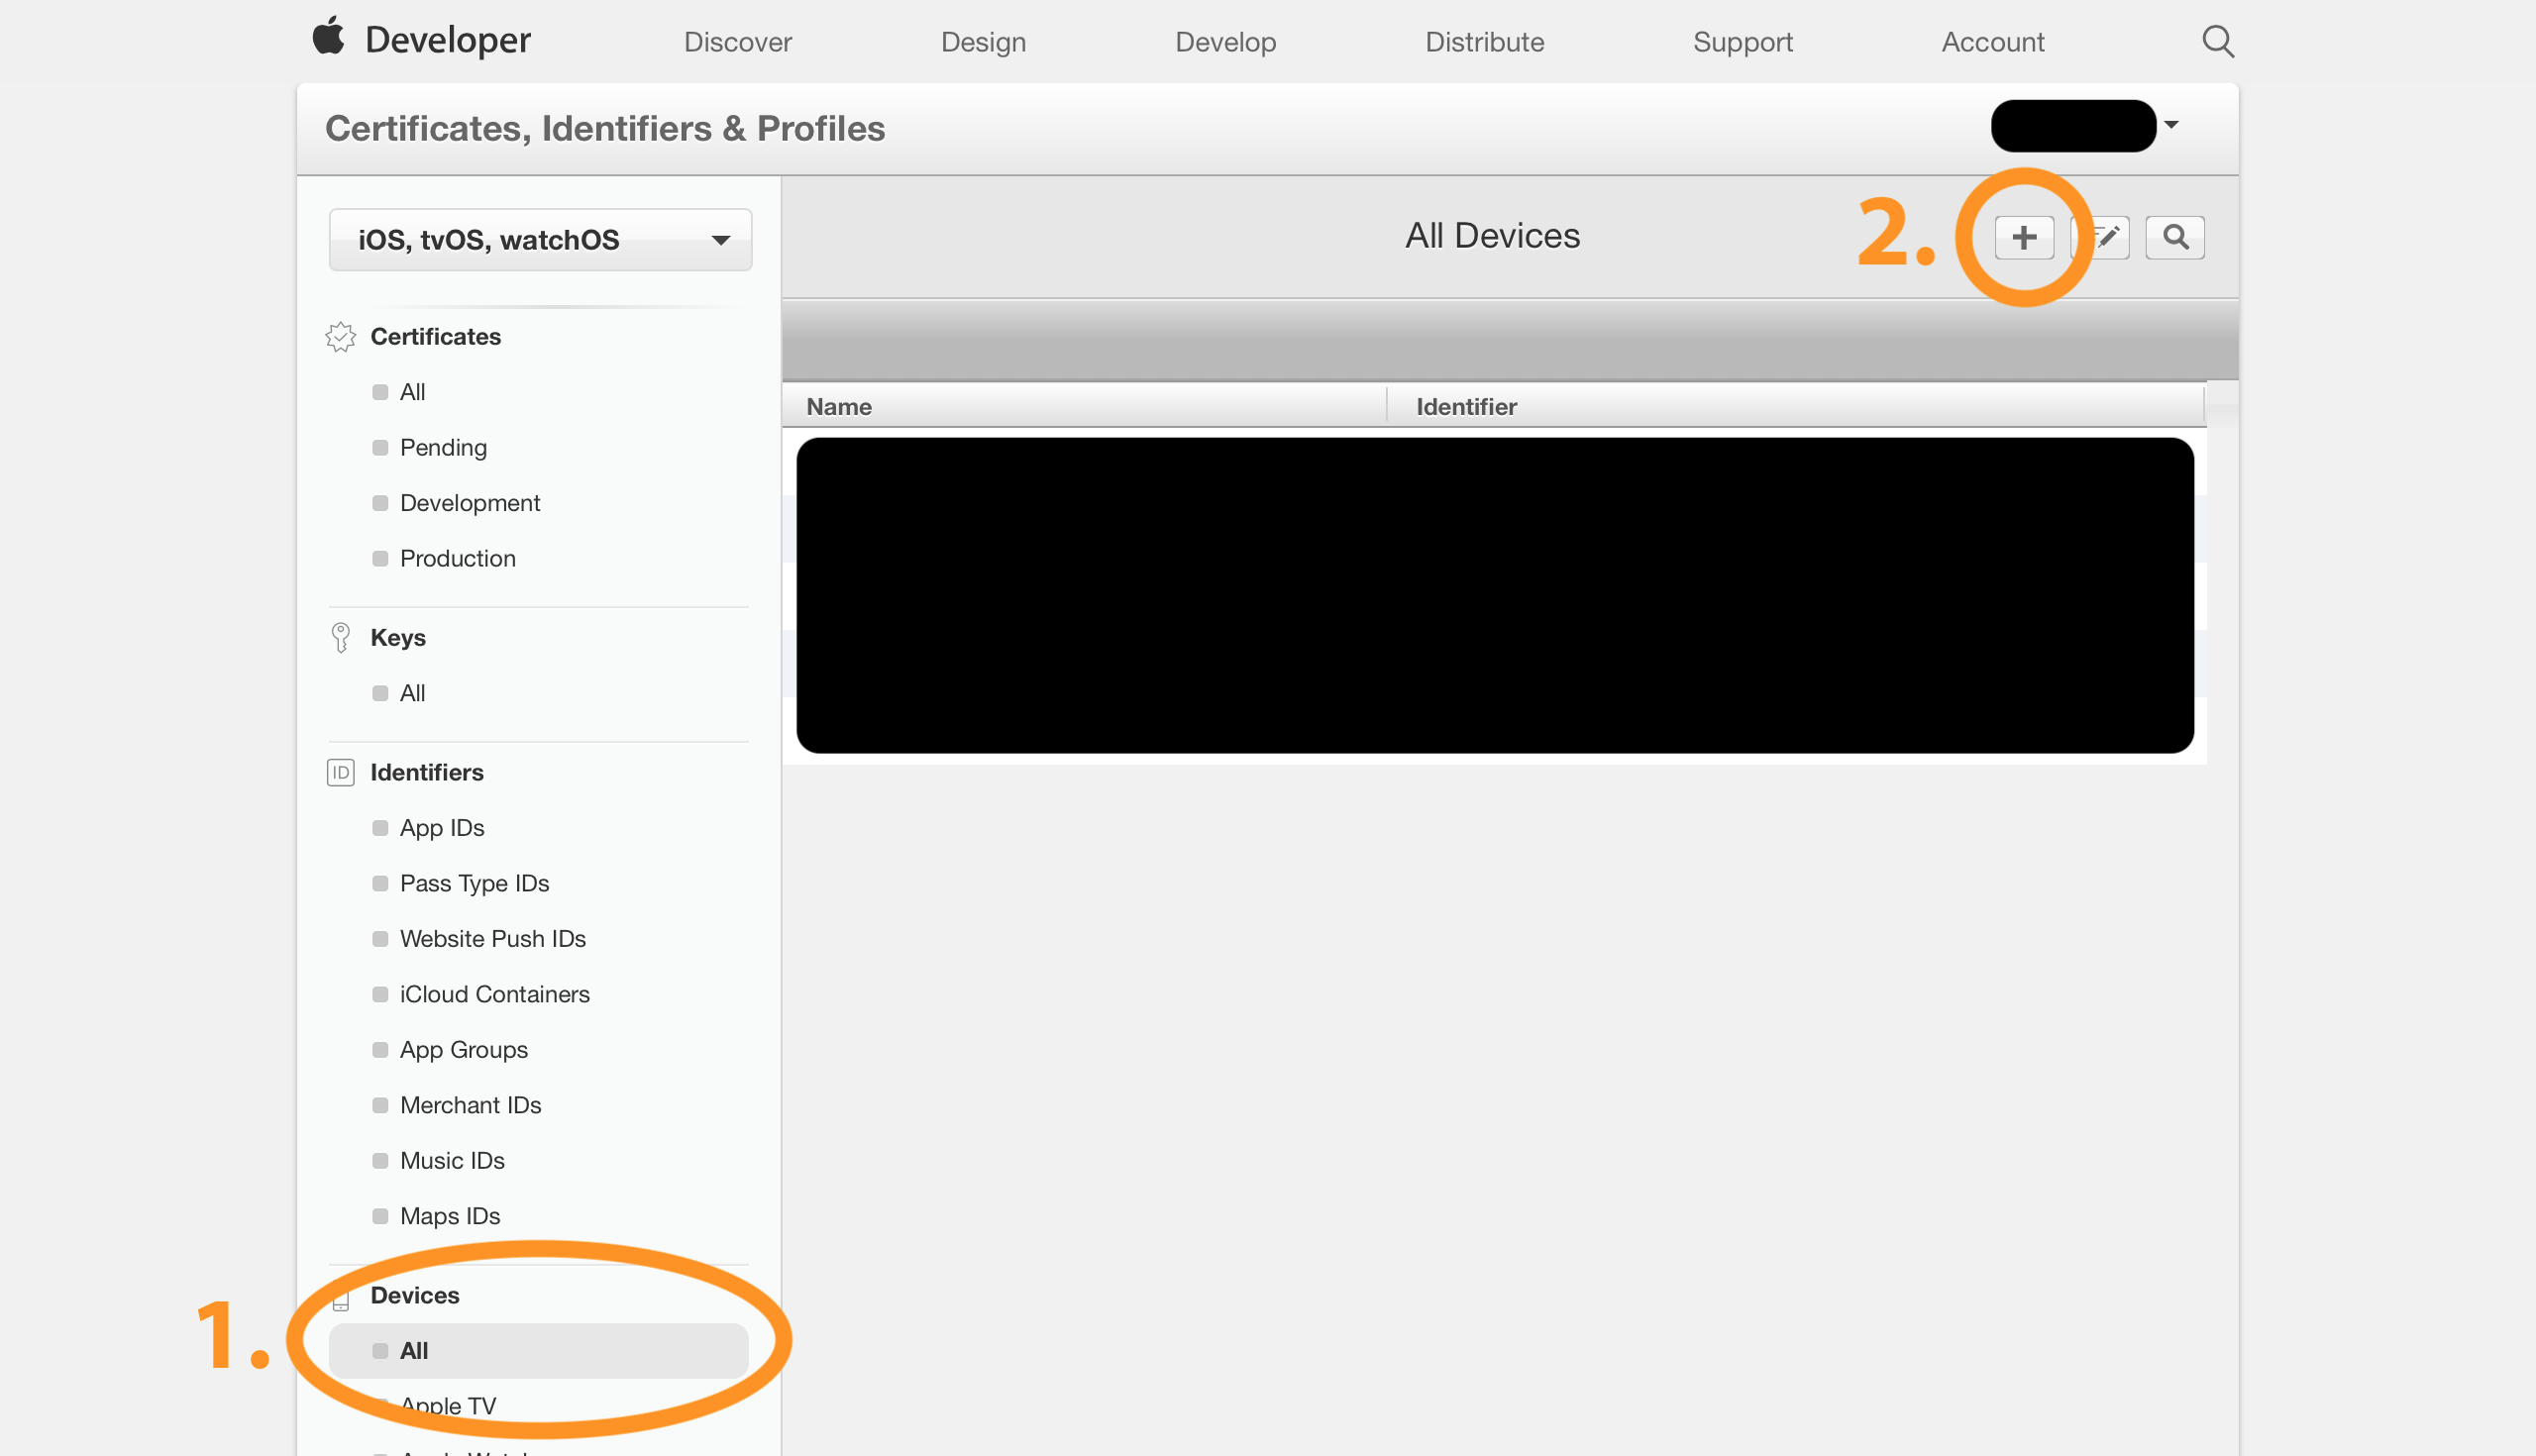 Developer
Discover
Design
Develop
Distribute
Support
Account
Certificates, Identifiers & Profiles
iOS, tvOS, watchOS
All Devices
2.
Certificates
All
Pending
Development
Production
Keys
All
ID Identifiers
App IDs
Pass Type IDs
Website Push IDs
iCloud Containers
App Groups
Merchant IDs
Music IDs
Maps IDs
1.
Devices
All
Apple TV
Name
Identifier